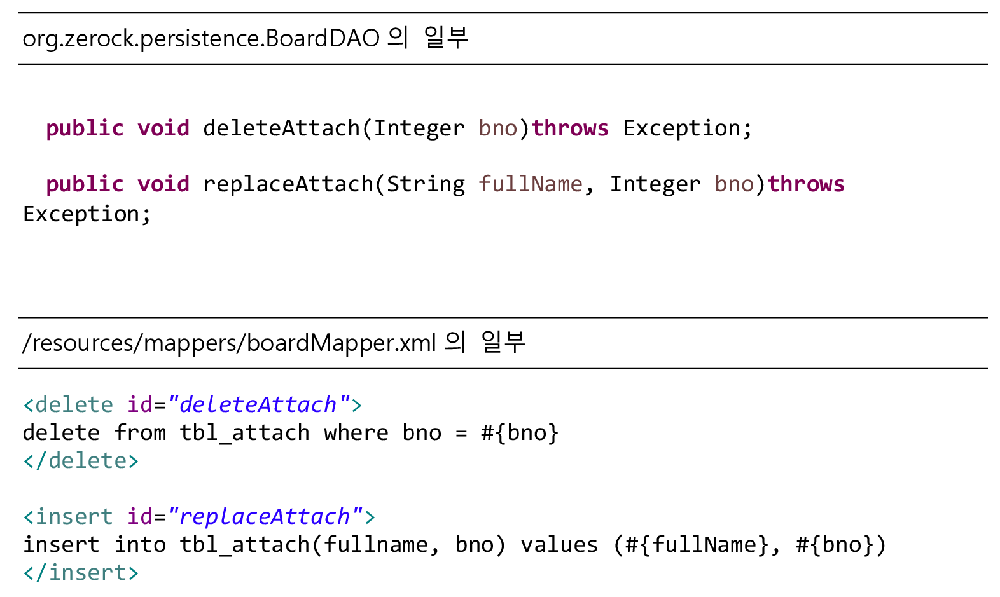 org.zerock.persistence.BoardDAO 의 일부
public void deleteAttach(Integer bno)throws Exception;
public void replaceAttach(String fullName, Integer bno)throws
Exception;
/resources/mappers/boardMapper.xml 의 일부
<delete id="deleteAttach">
delete from tbl_attach where bno = #{bno}
</delete>
<insert id="replaceAttach">
insert into tbl_attach(fullname, bno) values (#{fullName}, #{bno})
</insert>